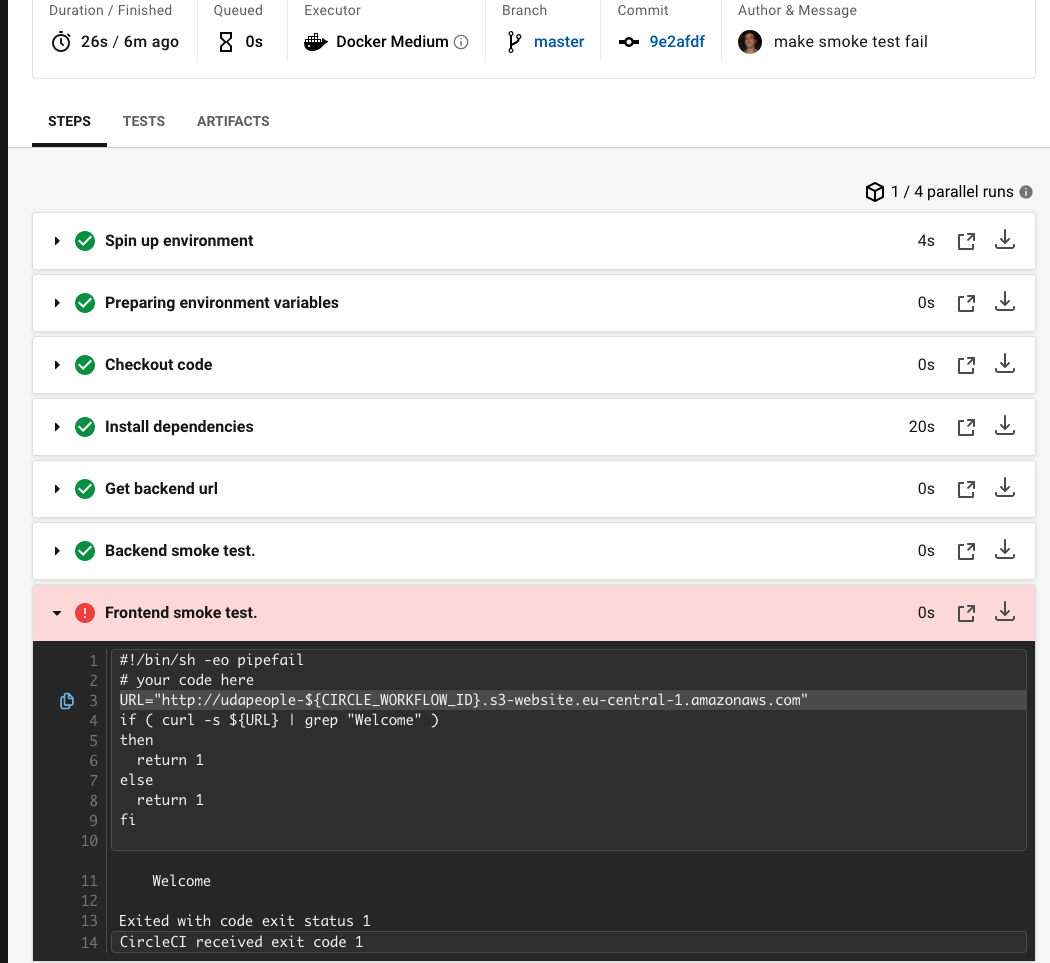 Duration / Finished Queued Executor Branch Commit Author & Message
26s / 6m ago 0s Docker Medium master 9e2afdf make smoke test fail
STEPS TESTS ARTIFACTS
1 / 4 parallel runs
Spin up environment 4s
Preparing environment variables 0s
Checkout code 0s
Install dependencies 20s
Get backend url 0s
Backend smoke test. 0s
Frontend smoke test. 0s
1 #!/bin/sh -eo pipefail
2 # your code here
3 URL="http://udapeople-${CIRCLE_WORKFLOW_ID}.s3-website.eu-central-1.amazonaws.com"
4 if ( curl -s ${URL} | grep "Welcome" )
5 then
6   return 1
7 else
8   return 1
9 fi
10
11     Welcome
12
13 Exited with code exit status 1
14 CircleCI received exit code 1